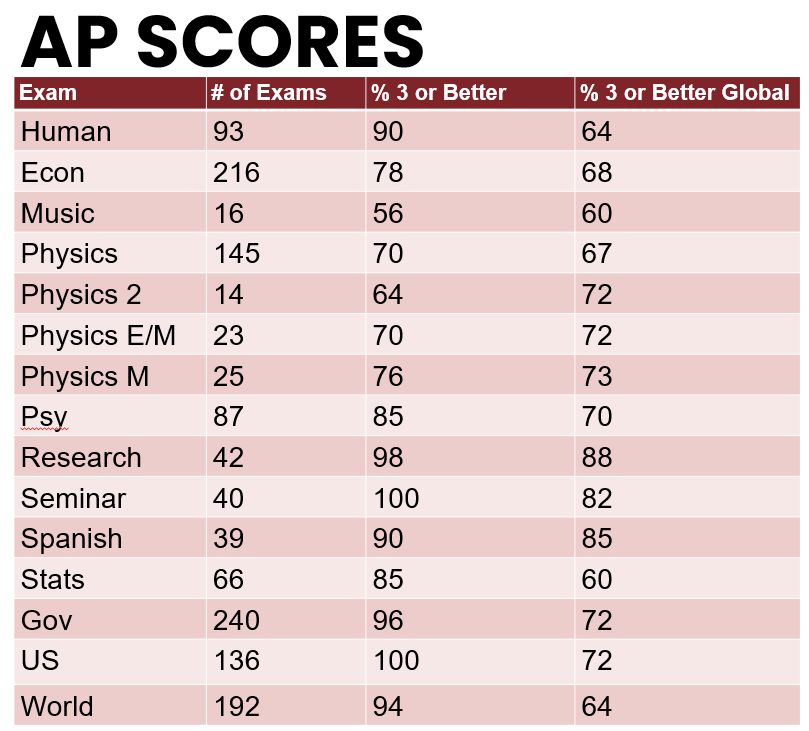 AP SCORES
Exam # of Exams % 3 or Better % 3 or Better Global
Human 93 90 64
Econ 216 78 68
Music 16 56 60
Physics 145 70 67
Physics 2 14 64 72
Physics E/M 23 70 72
Physics M 25 76 73
Psy 87 85 70
Research 42 98 88
Seminar 40 100 82
Spanish 39 90 85
Stats 66 85 60
Gov 240 96 72
US 136 100 72
World 192 94 64